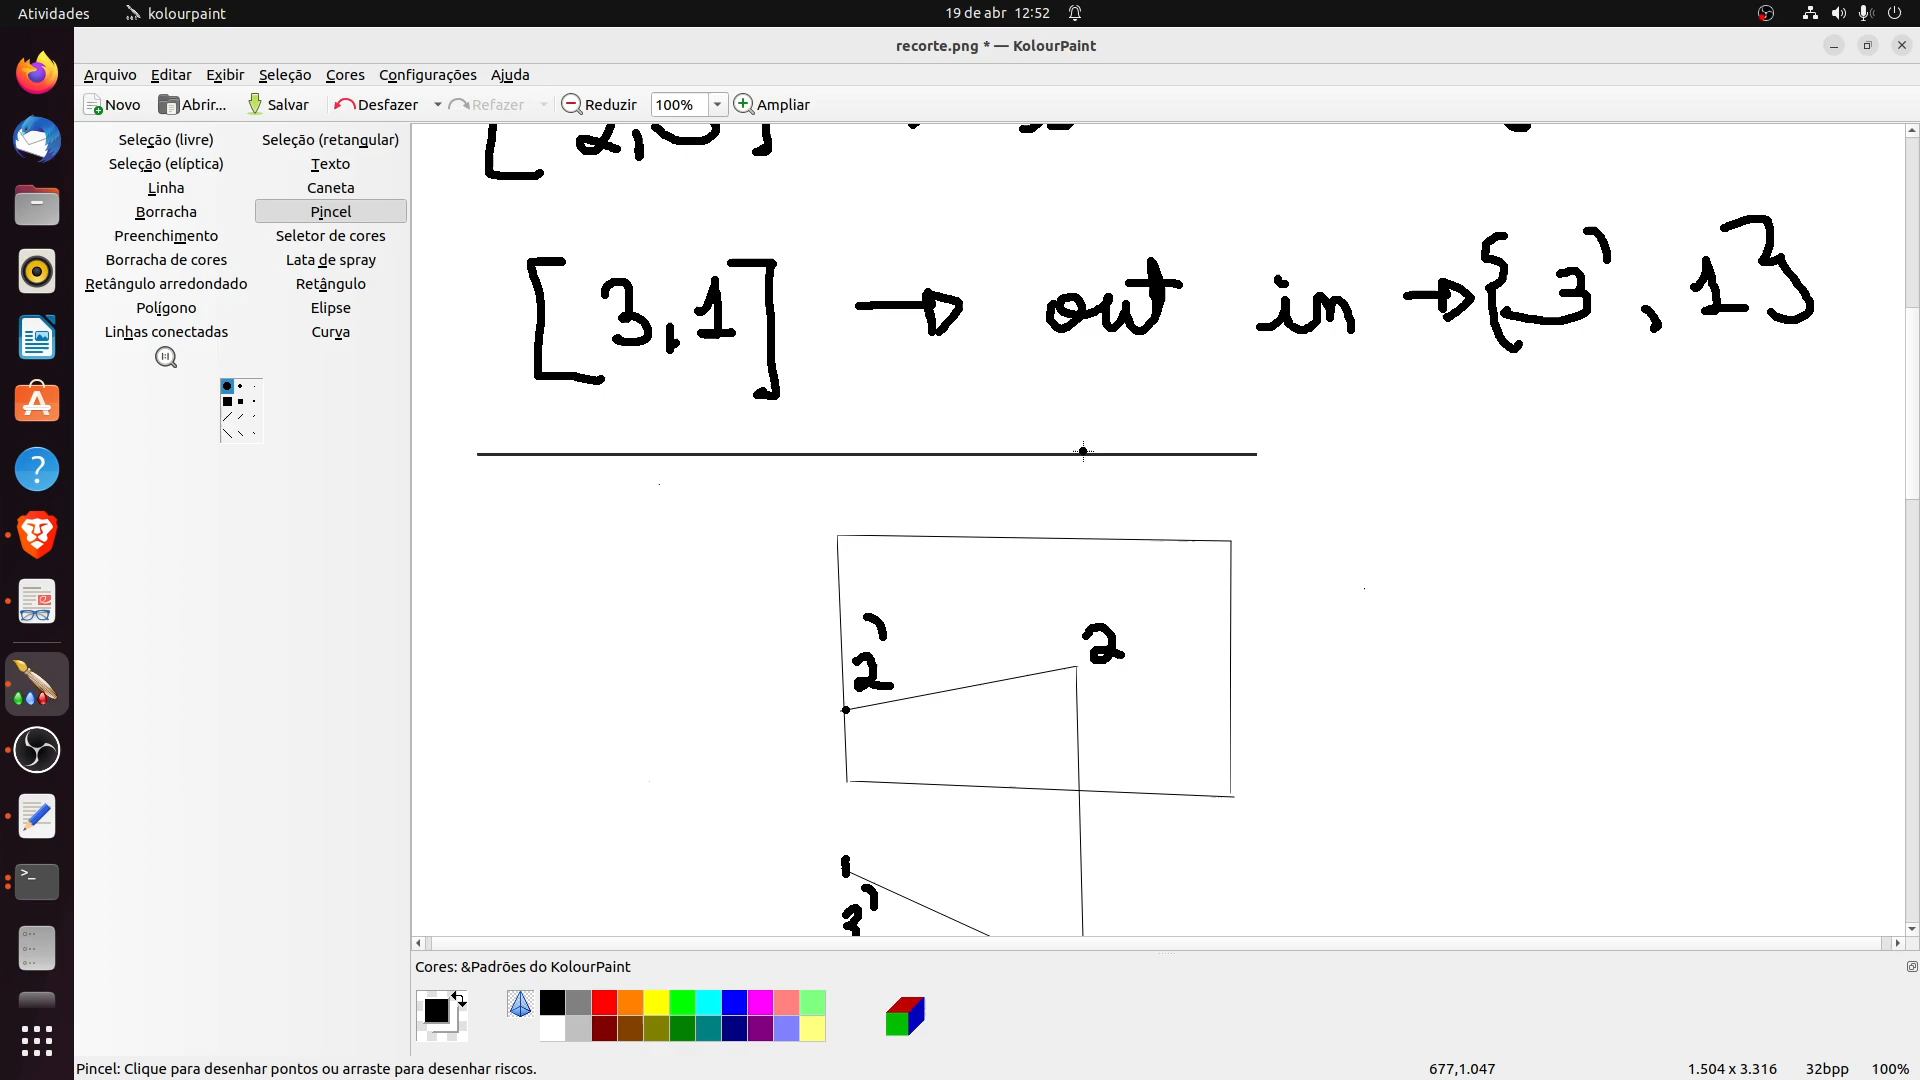 Atividades
kolourpaint
19 de abr 12:52
recorte.png * — KolourPaint
Arquivo Editar Exibir Seleção Cores Configurações Ajuda
Novo Abrir... Salvar Desfazer Refazer Reduzir 100% Ampliar
Seleção (livre) Seleção (retangular)
Seleção (elíptica) Texto
Linha Caneta
Borracha Pincel
Preenchimento Seletor de cores
Borracha de cores Lata de spray
Retângulo arredondado Retângulo
Polígono Elipse
Linhas conectadas Curva
[3,1] → out in → {3', 1}
2'
2
3'
Cores: &Padrões do KolourPaint
Pincel: Clique para desenhar pontos ou arraste para desenhar riscos.
677,1.047
1.504 x 3.316
32bpp
100%